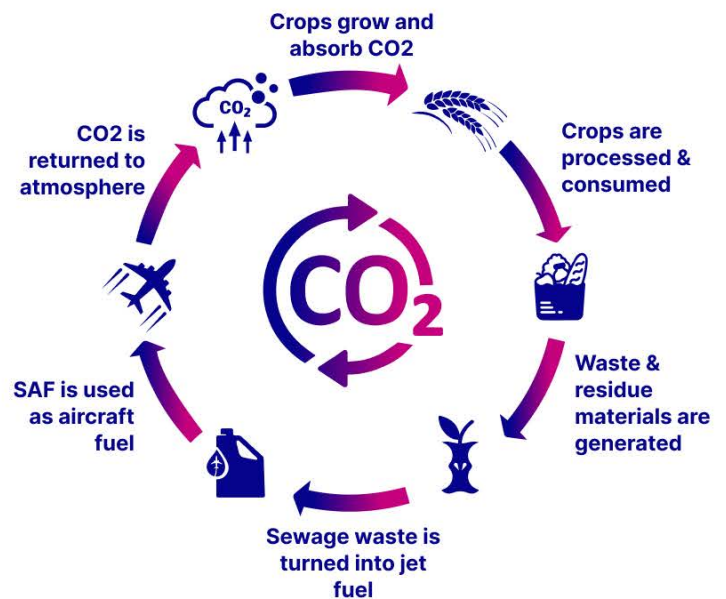 Crops grow and
absorb CO2
CO₂
Crops are
processed &
consumed
CO2 is
returned to
atmosphere
CO₂
Waste &
residue
materials are
generated
SAF is used
as aircraft
fuel
Sewage waste is
turned into jet
fuel